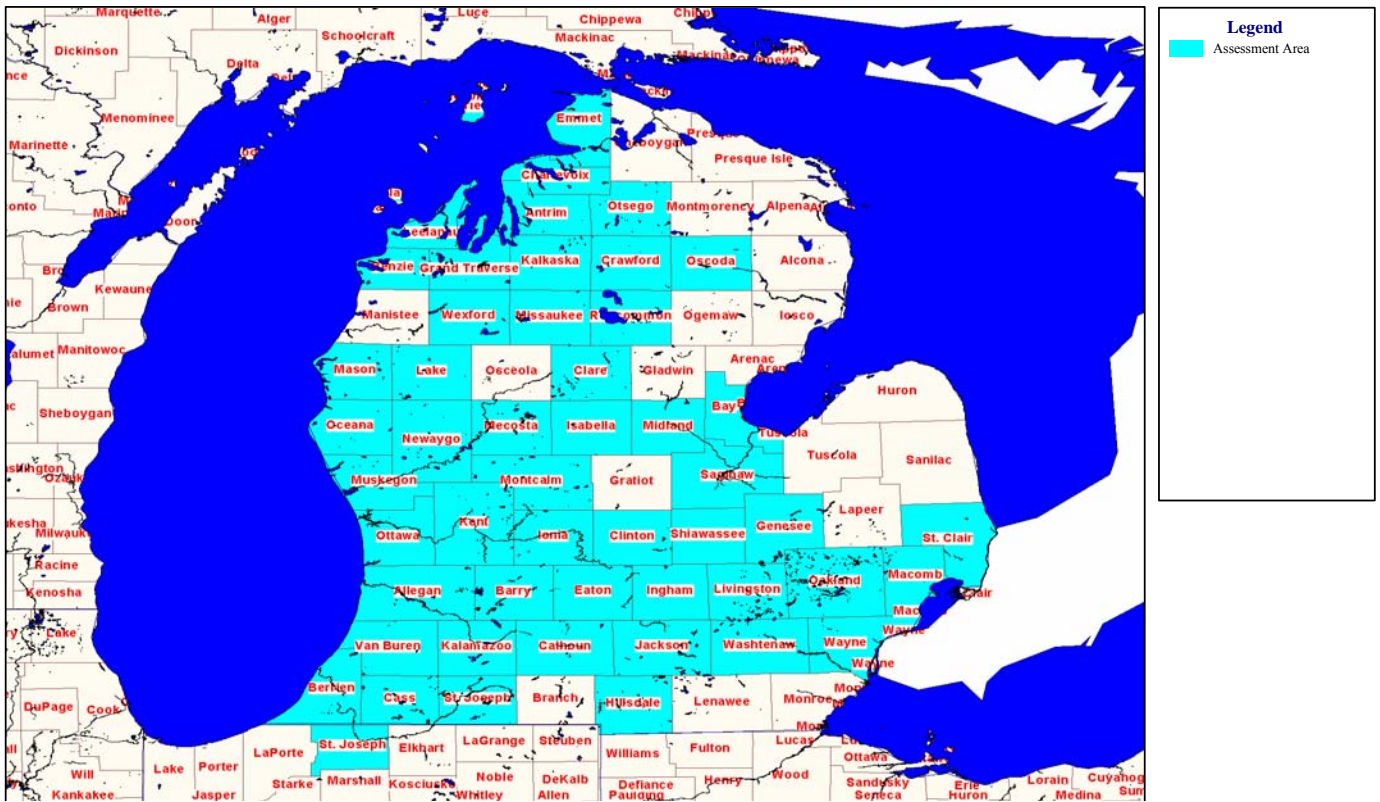 Legend
Assessment Area
Marquette
Alger
Luce
Chippewa
Schoolcraft
Mackinac
Dickinson
Delta
Mackinac
Menominee
Emmet
Marinette
Presque Isle
Charlevoix
Antrim
Otsego
Montmorency
Alpena
Grand Traverse
Kalkaska
Crawford
Oscoda
Alcona
Brown
Manistee
Wexford
Missaukee
Ogemaw
Iosco
Manitowoc
Mason
Lake
Osceola
Clare
Gladwin
Arenac
Huron
Sheboygan
Oceana
Newaygo
Mecosta
Isabella
Midland
Bay
Tuscola
Tuscola
Sanilac
Muskegon
Montcalm
Gratiot
Saginaw
Lapeer
Kent
Ottawa
Ionia
Clinton
Shiawassee
Genesee
St. Clair
Racine
Kenosha
Allegan
Barry
Eaton
Ingham
Livingston
Oakland
Macomb
Lake
Van Buren
Kalamazoo
Calhoun
Jackson
Washtenaw
Wayne
Wayne
Wayne
Berrien
Cass
St. Joseph
Branch
Hillsdale
Lenawee
Monroe
DuPage
Cook
St. Joseph
Elkhart
LaGrange
Steuben
LaPorte
Williams
Fulton
Lucas
Will
Lake
Porter
Ottawa
Kankakee
Jasper
Starke
Marshall
Noble
Whitley
DeKalb
Allen
Defiance
Paulding
Henry
Wood
Sandusky
Seneca
Erie
Huron
Lorain
Medina